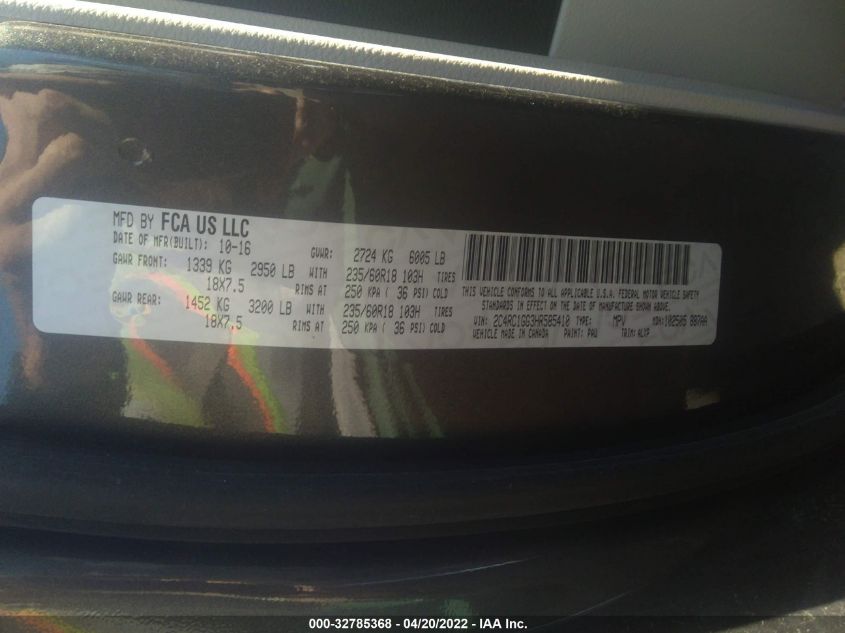 MFD BY FCA US LLC
DATE OF MFR(BUILT): 10-16 GVWR: 2724 KG 6005 LB
GAWR FRONT: 1339 KG 2950 LB WITH 235/60R18 103H TIRES
18X7.5 RIMS AT 250 KPA ( 36 PSI) COLD
GAWR REAR: 1452 KG 3200 LB WITH 235/60R18 103H TIRES
18X7.5 RIMS AT 250 KPA ( 36 PSI) COLD
THIS VEHICLE CONFORMS TO ALL APPLICABLE U.S.A. FEDERAL MOTOR VEHICLE SAFETY
STANDARDS IN EFFECT ON THE DATE OF MANUFACTURE SHOWN ABOVE.
VIN: 2C4RC1GG3HR585410 TYPE: MPV MDH: 102505 887AA
VEHICLE MADE IN CANADA PAINT: PAU TRIM:
000-32785368 - 04/20/2022 - IAA Inc.